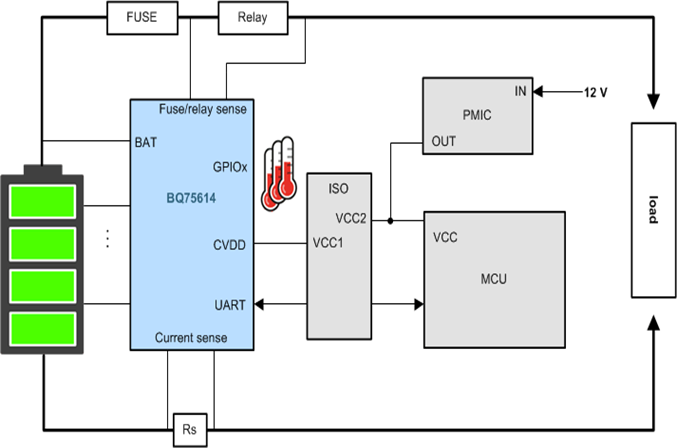 FUSE
Relay
Fuse/relay sense
BAT
GPIOx
BQ75614
CVDD
UART
Current sense
Rs
ISO
VCC2
VCC1
IN
12 V
PMIC
OUT
VCC
MCU
load